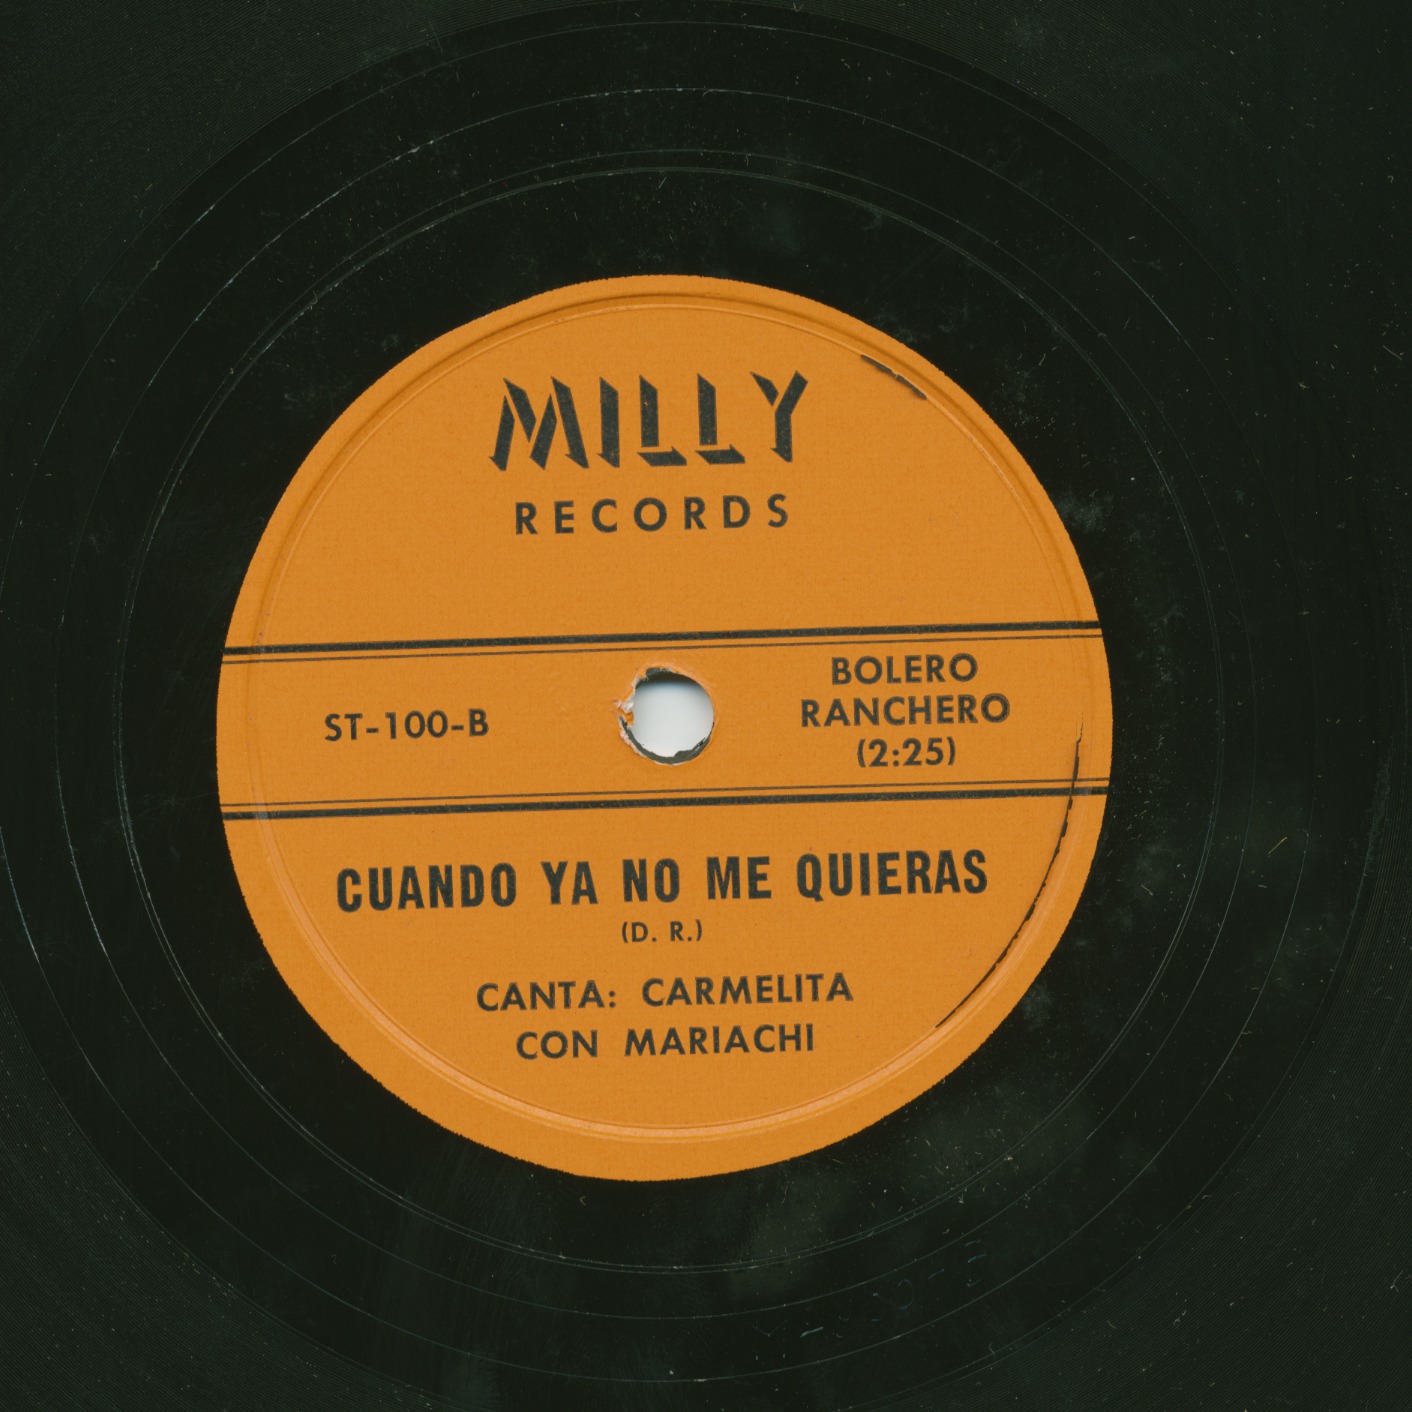 MILLY
RECORDS
ST-100-B
BOLERO
RANCHERO
(2:25)
CUANDO YA NO ME QUIERAS
(D. R.)
CANTA: CARMELITA
CON MARIACHI